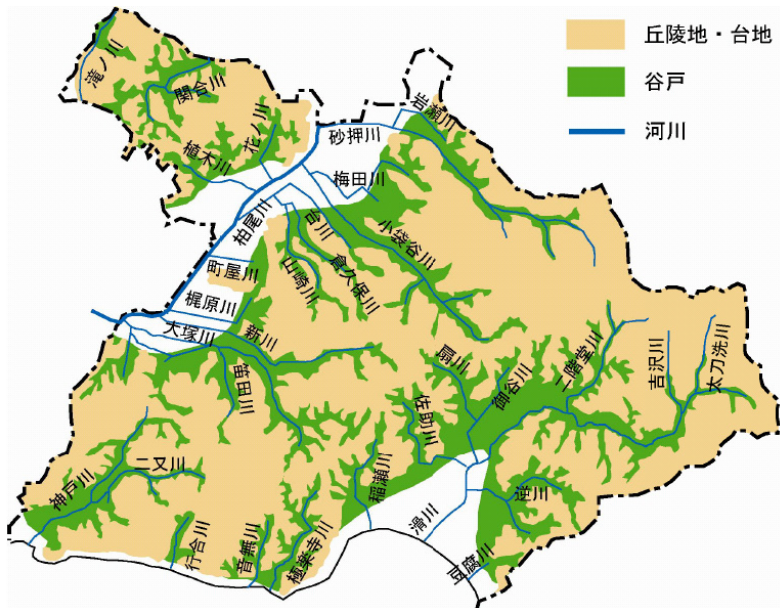 丘陵地・台地
谷戸
河川
滝ノ川
関谷川
花ノ川
植木川
砂押川
岩瀬川
梅田川
柏尾川
台川
小袋谷川
倉久保川
山崎川
町屋川
梶原川
大塚川
新川
笛田川
扇川
御谷川
二階堂川
吉沢川
太刀洗川
佐助川
神戸川
二又川
稲瀬川
逆川
滑川
行合川
音無川
極楽寺川
豆腐川